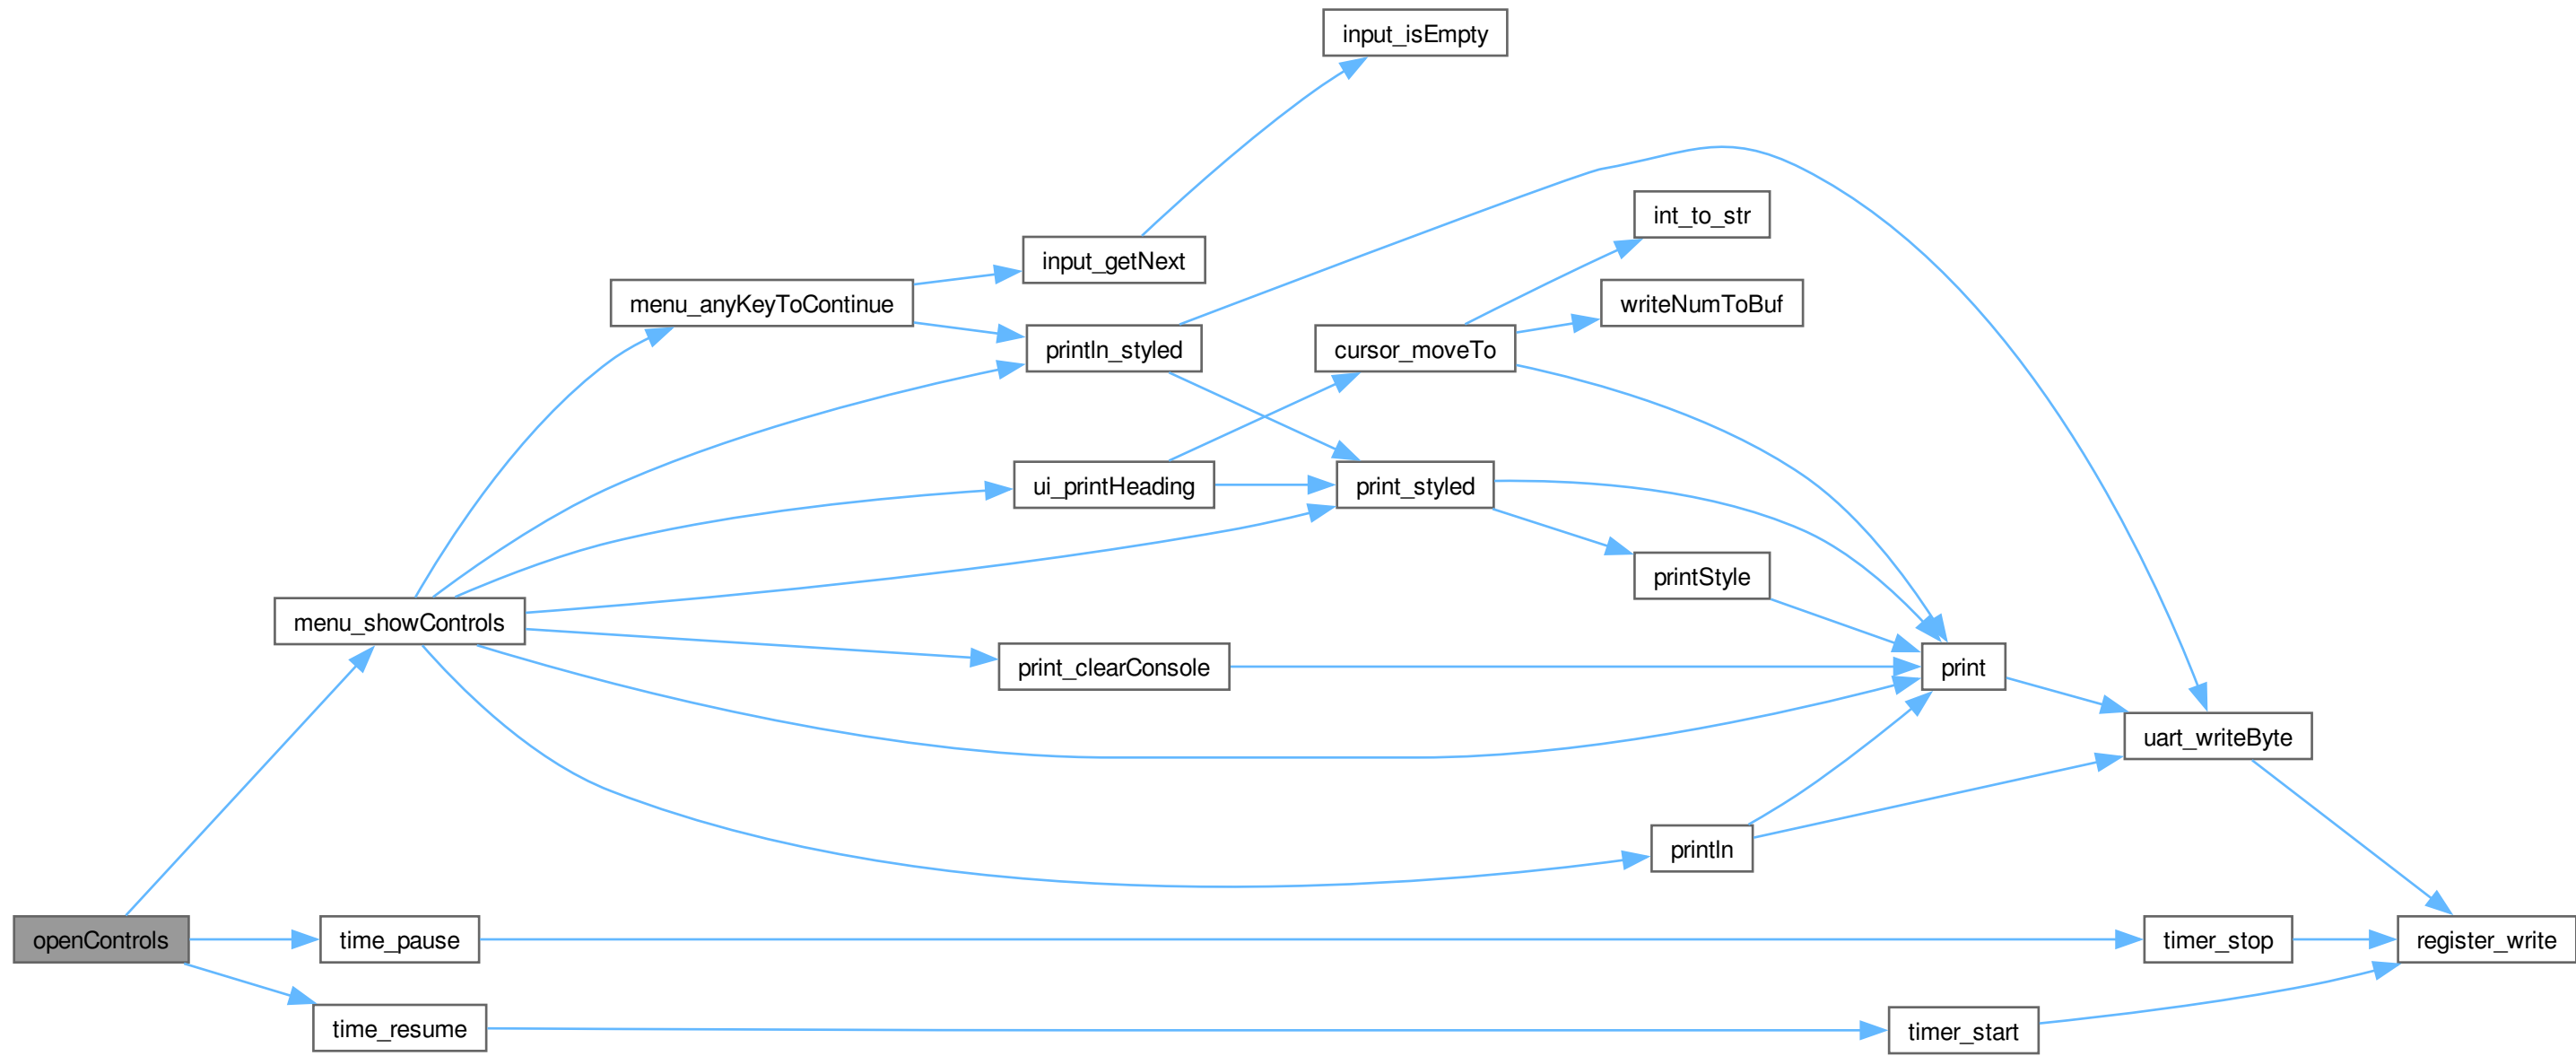 input_isEmpty
int_to_str
input_getNext
menu_anyKeyToContinue
writeNumToBuf
println_styled
cursor_moveTo
ui_printHeading
print_styled
printStyle
menu_showControls
print_clearConsole
print
uart_writeByte
println
openControls
time_pause
timer_stop
register_write
time_resume
timer_start